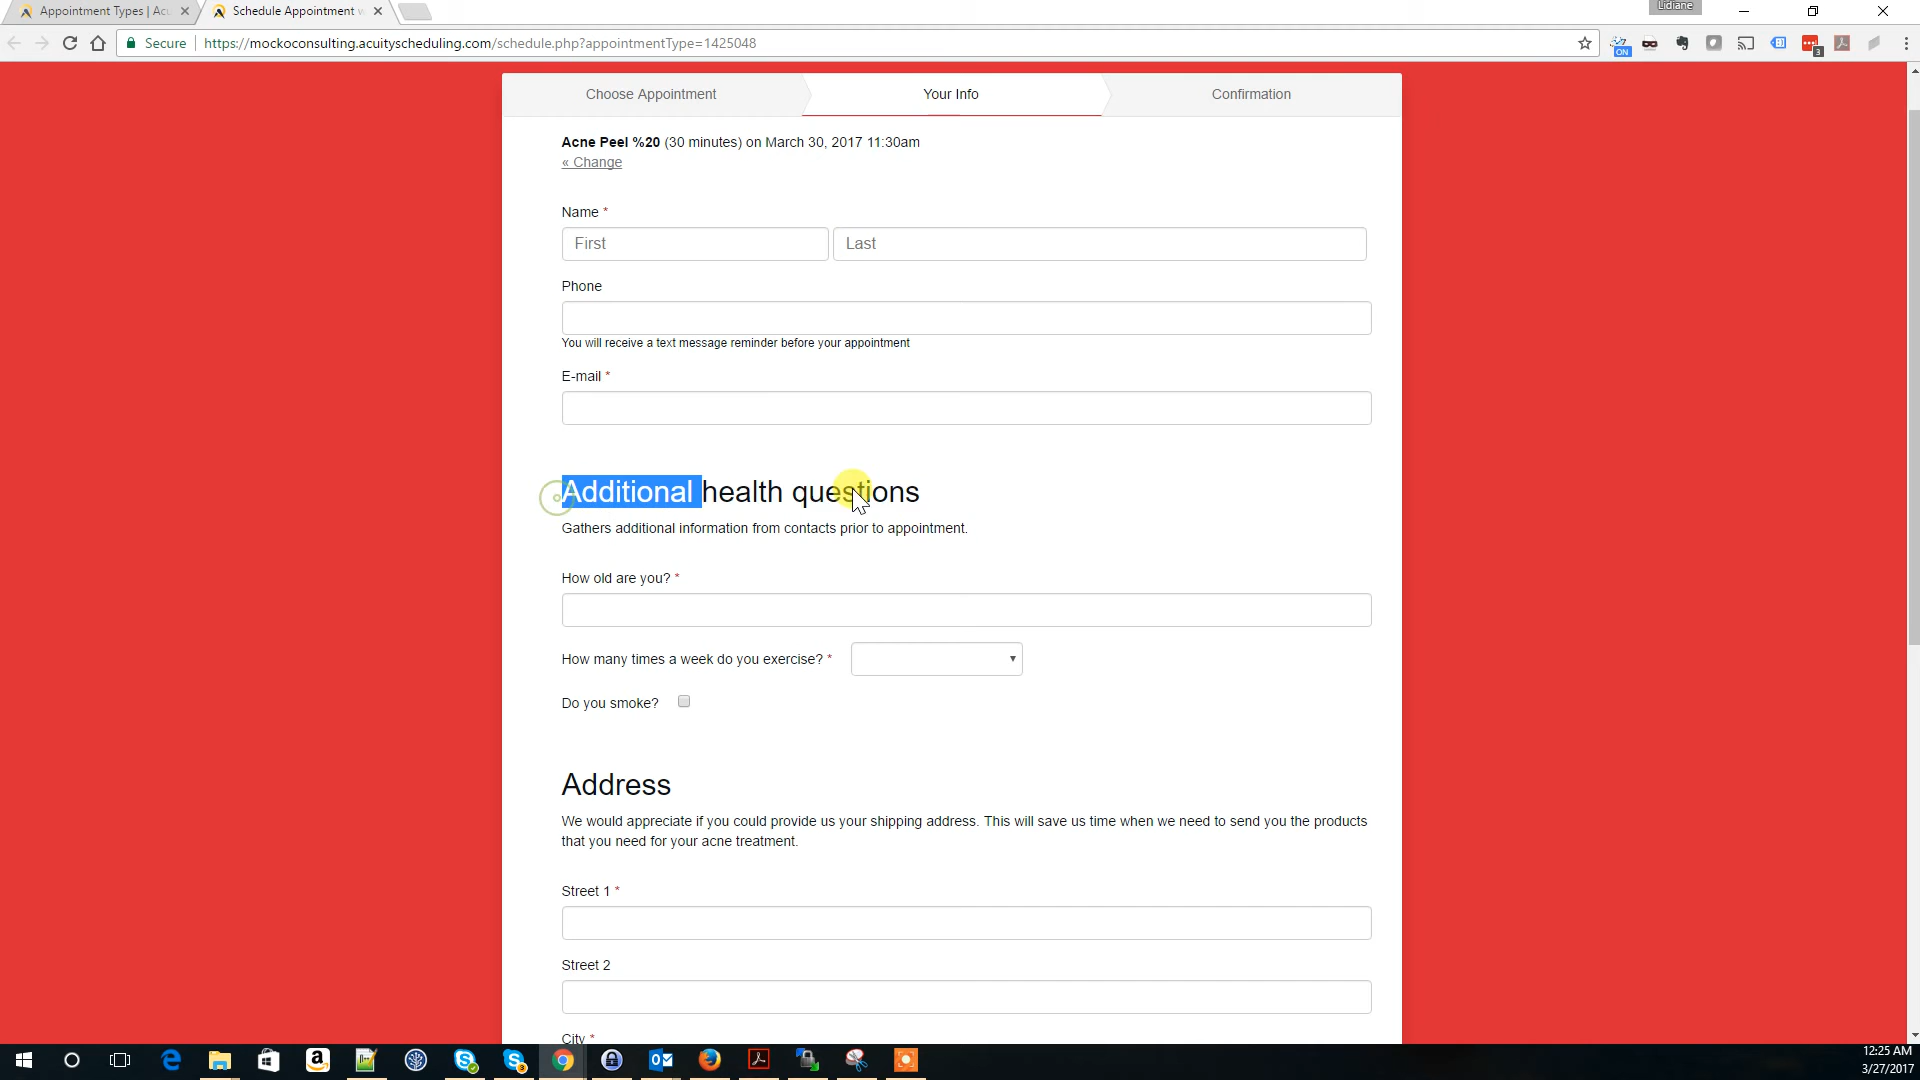 Appointment Types | Acu
Schedule Appointment w
Lidiane
Secure
https://mockoconsulting.acuityscheduling.com/schedule.php?appointmentType=1425048
ON
3
Choose Appointment
Your Info
Confirmation
Acne Peel %20 (30 minutes) on March 30, 2017 11:30am
« Change
Name *
First
Last
Phone
You will receive a text message reminder before your appointment
E-mail *
Additional health questions
Gathers additional information from contacts prior to appointment.
How old are you? *
How many times a week do you exercise? *
Do you smoke?
Address
We would appreciate if you could provide us your shipping address. This will save us time when we need to send you the products
that you need for your acne treatment.
Street 1 *
Street 2
City *
3
12:25 AM
3/27/2017